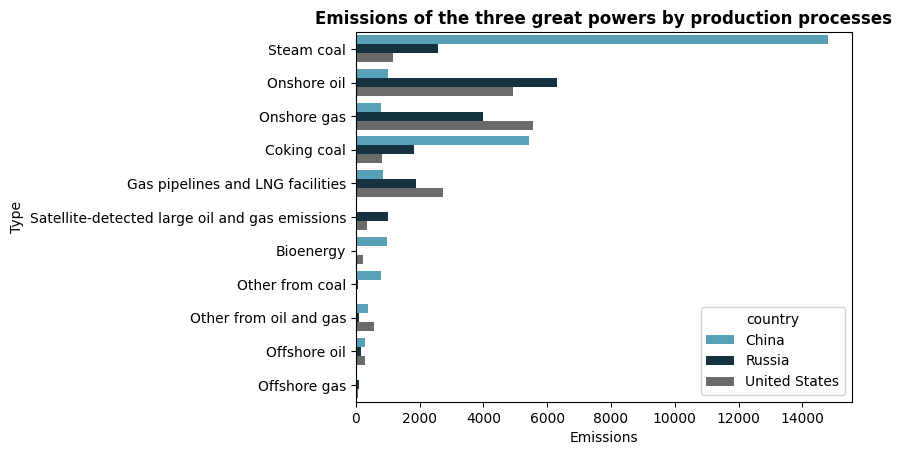 Emissions of the three great powers by production processes
Type
Steam coal
Onshore oil
Onshore gas
Coking coal
Gas pipelines and LNG facilities
Satellite-detected large oil and gas emissions
Bioenergy
Other from coal
Other from oil and gas
Offshore oil
Offshore gas
country
China
Russia
United States
0 2000 4000 6000 8000 10000 12000 14000
Emissions